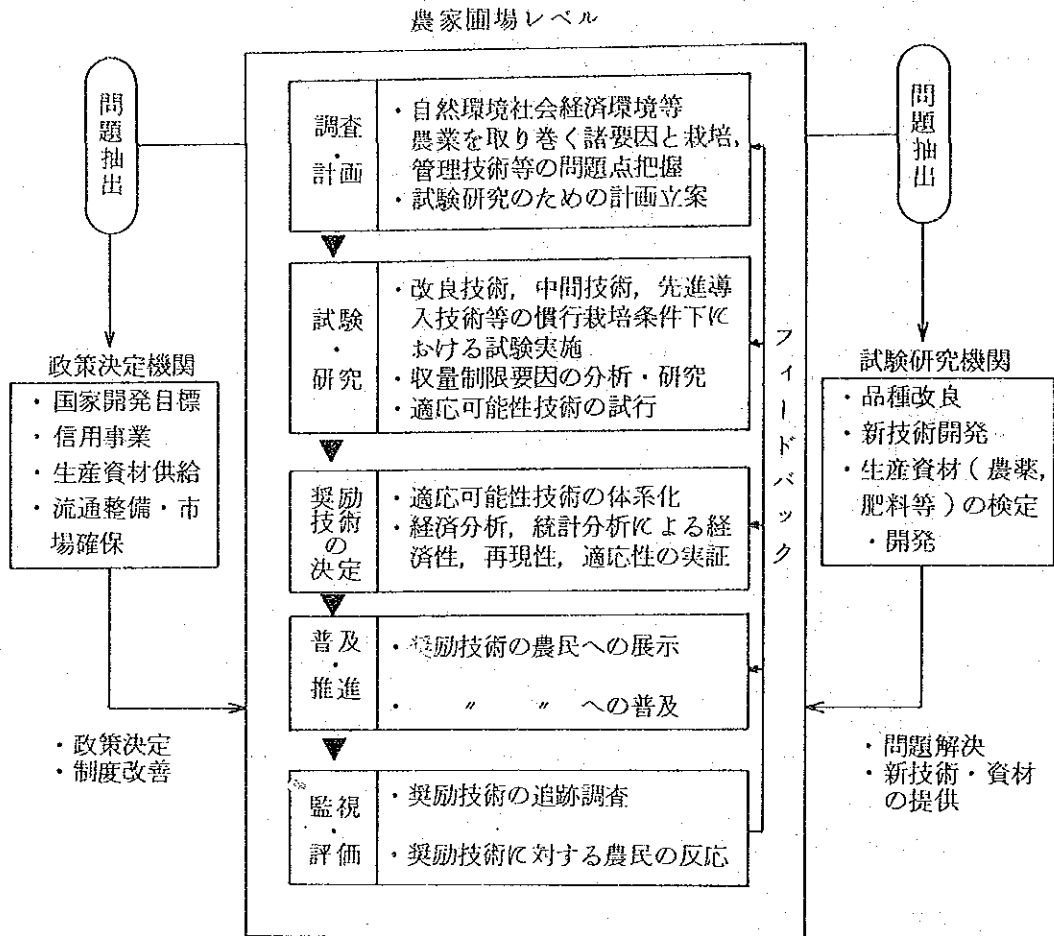 農家圃場レベル
問題抽出
調査・計画
・自然環境社会経済環境等
農業を取り巻く諸要因と栽培,
管理技術等の問題点把握
・試験研究のための計画立案
試験・研究
・改良技術,中間技術,先進導
入技術等の慣行栽培条件下に
おける試験実施
・収量制限要因の分析・研究
・適応可能性技術の試行
奨励技術の決定
・適応可能性技術の体系化
・経済分析,統計分析による経
済性,再現性,適応性の実証
普及・推進
・奨励技術の農民への展示
・ 〃 〃 への普及
監視・評価
・奨励技術の追跡調査
・奨励技術に対する農民の反応
フィードバック
政策決定機関
・国家開発目標
・信用事業
・生産資材供給
・流通整備・市
場確保
・政策決定
・制度改善
問題抽出
試験研究機関
・品種改良
・新技術開発
・生産資材(農薬,
肥料等)の検定
・開発
・問題解決
・新技術・資材
の提供